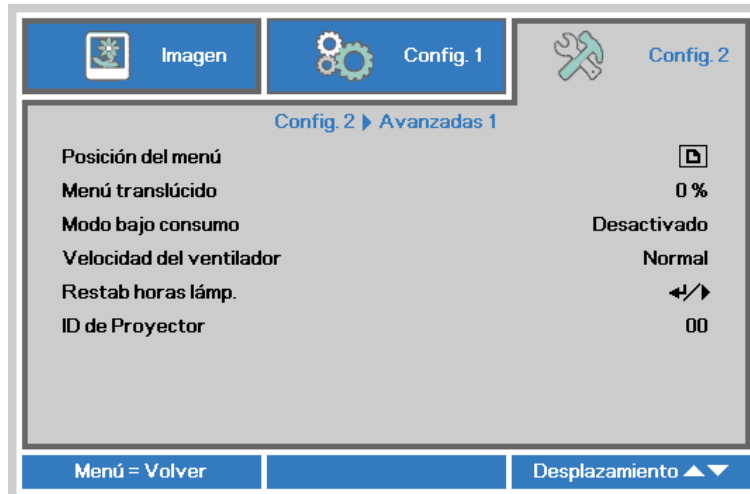 Imagen
Config. 1
Config. 2
Config. 2 ▶ Avanzadas 1
Posición del menú
Menú translúcido 0 %
Modo bajo consumo Desactivado
Velocidad del ventilador Normal
Restab horas lámp. ↵/▶
ID de Proyector 00
Menú = Volver
Desplazamiento ▲▼